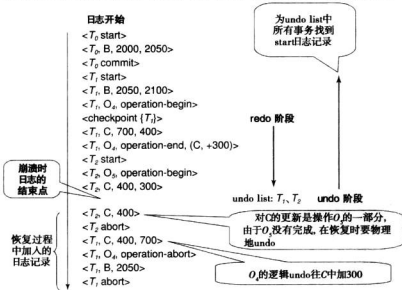 日志开始
<T₀ start>
<T₀, B, 2000, 2050>
<T₀ commit>
<T₁ start>
<T₁, B, 2050, 2100>
<T₁, O₄, operation-begin>
<checkpoint {T₁}>
<T₁, C, 700, 400>
<T₁, O₄, operation-end, (C, +300)>
<T₂ start>
<T₂, O₅, operation-begin>
<T₂, C, 400, 300>
<T₂, C, 400>
<T₂ abort>
<T₁, C, 400, 700>
<T₁, O₄, operation-abort>
<T₁, B, 2050>
<T₁ abort>
崩溃时
日志的
结束点
恢复过程
中加入的
日志记录
为undo list中
所有事务找到
start日志记录
redo 阶段
undo list: T₁、T₂
undo 阶段
对C的更新是操作O₅的一部分，
由于O₅没有完成，在恢复时要物理
地undo
O₄的逻辑undo往C中加300